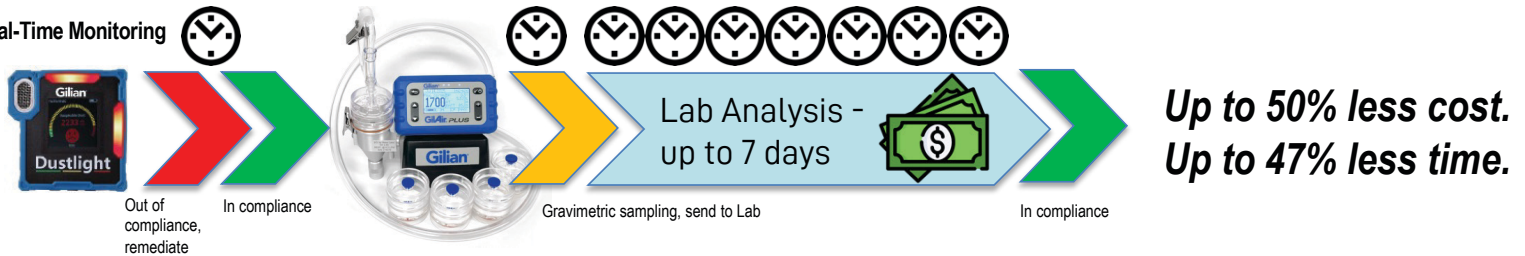 al-Time Monitoring
Gilian
Dustlight
Out of
compliance,
remediate
In compliance
Gilian
1700
GilAir PLUS
Gilian
Gravimetric sampling, send to Lab
Lab Analysis -
up to 7 days
$
In compliance
Up to 50% less cost.
Up to 47% less time.